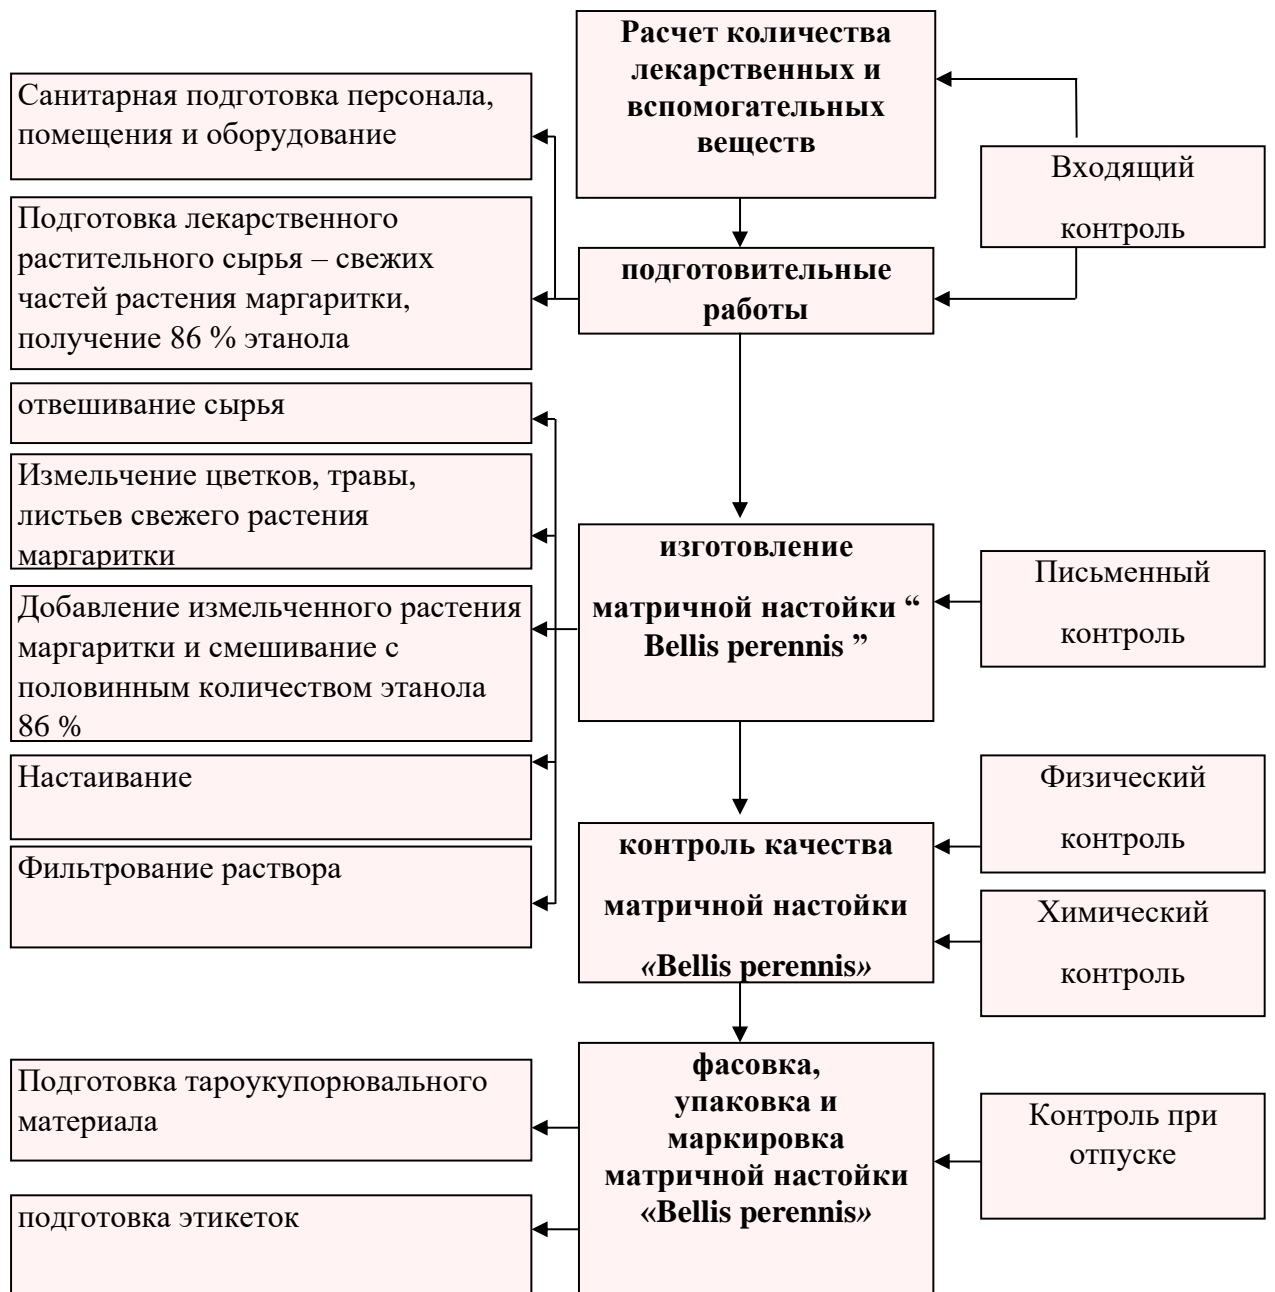 Расчет количества
лекарственных и
вспомогательных
веществ
Санитарная подготовка персонала,
помещения и оборудование
Входящий
контроль
Подготовка лекарственного
растительного сырья – свежих
частей растения маргаритки,
получение 86 % этанола
подготовительные
работы
отвешивание сырья
Измельчение цветков, травы,
листьев свежего растения
маргаритки
изготовление
матричной настойки “
Bellis perennis ”
Письменный
контроль
Добавление измельченного растения
маргаритки и смешивание с
половинным количеством этанола
86 %
Настаивание
Физический
контроль
Фильтрование раствора
контроль качества
матричной настойки
«Bellis perennis»
Химический
контроль
Подготовка тароукупорювального
материала
фасовка,
упаковка и
маркировка
матричной настойки
«Bellis perennis»
Контроль при
отпуске
подготовка этикеток